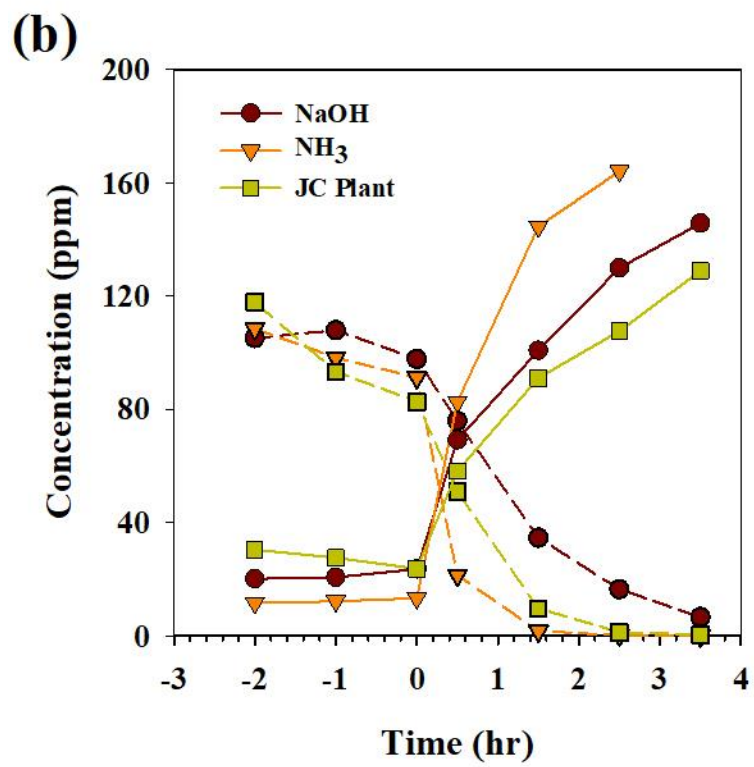 (b)
200
160
120
80
40
0
Concentration (ppm)
NaOH
NH3
JC Plant
-3 -2 -1 0 1 2 3 4
Time (hr)